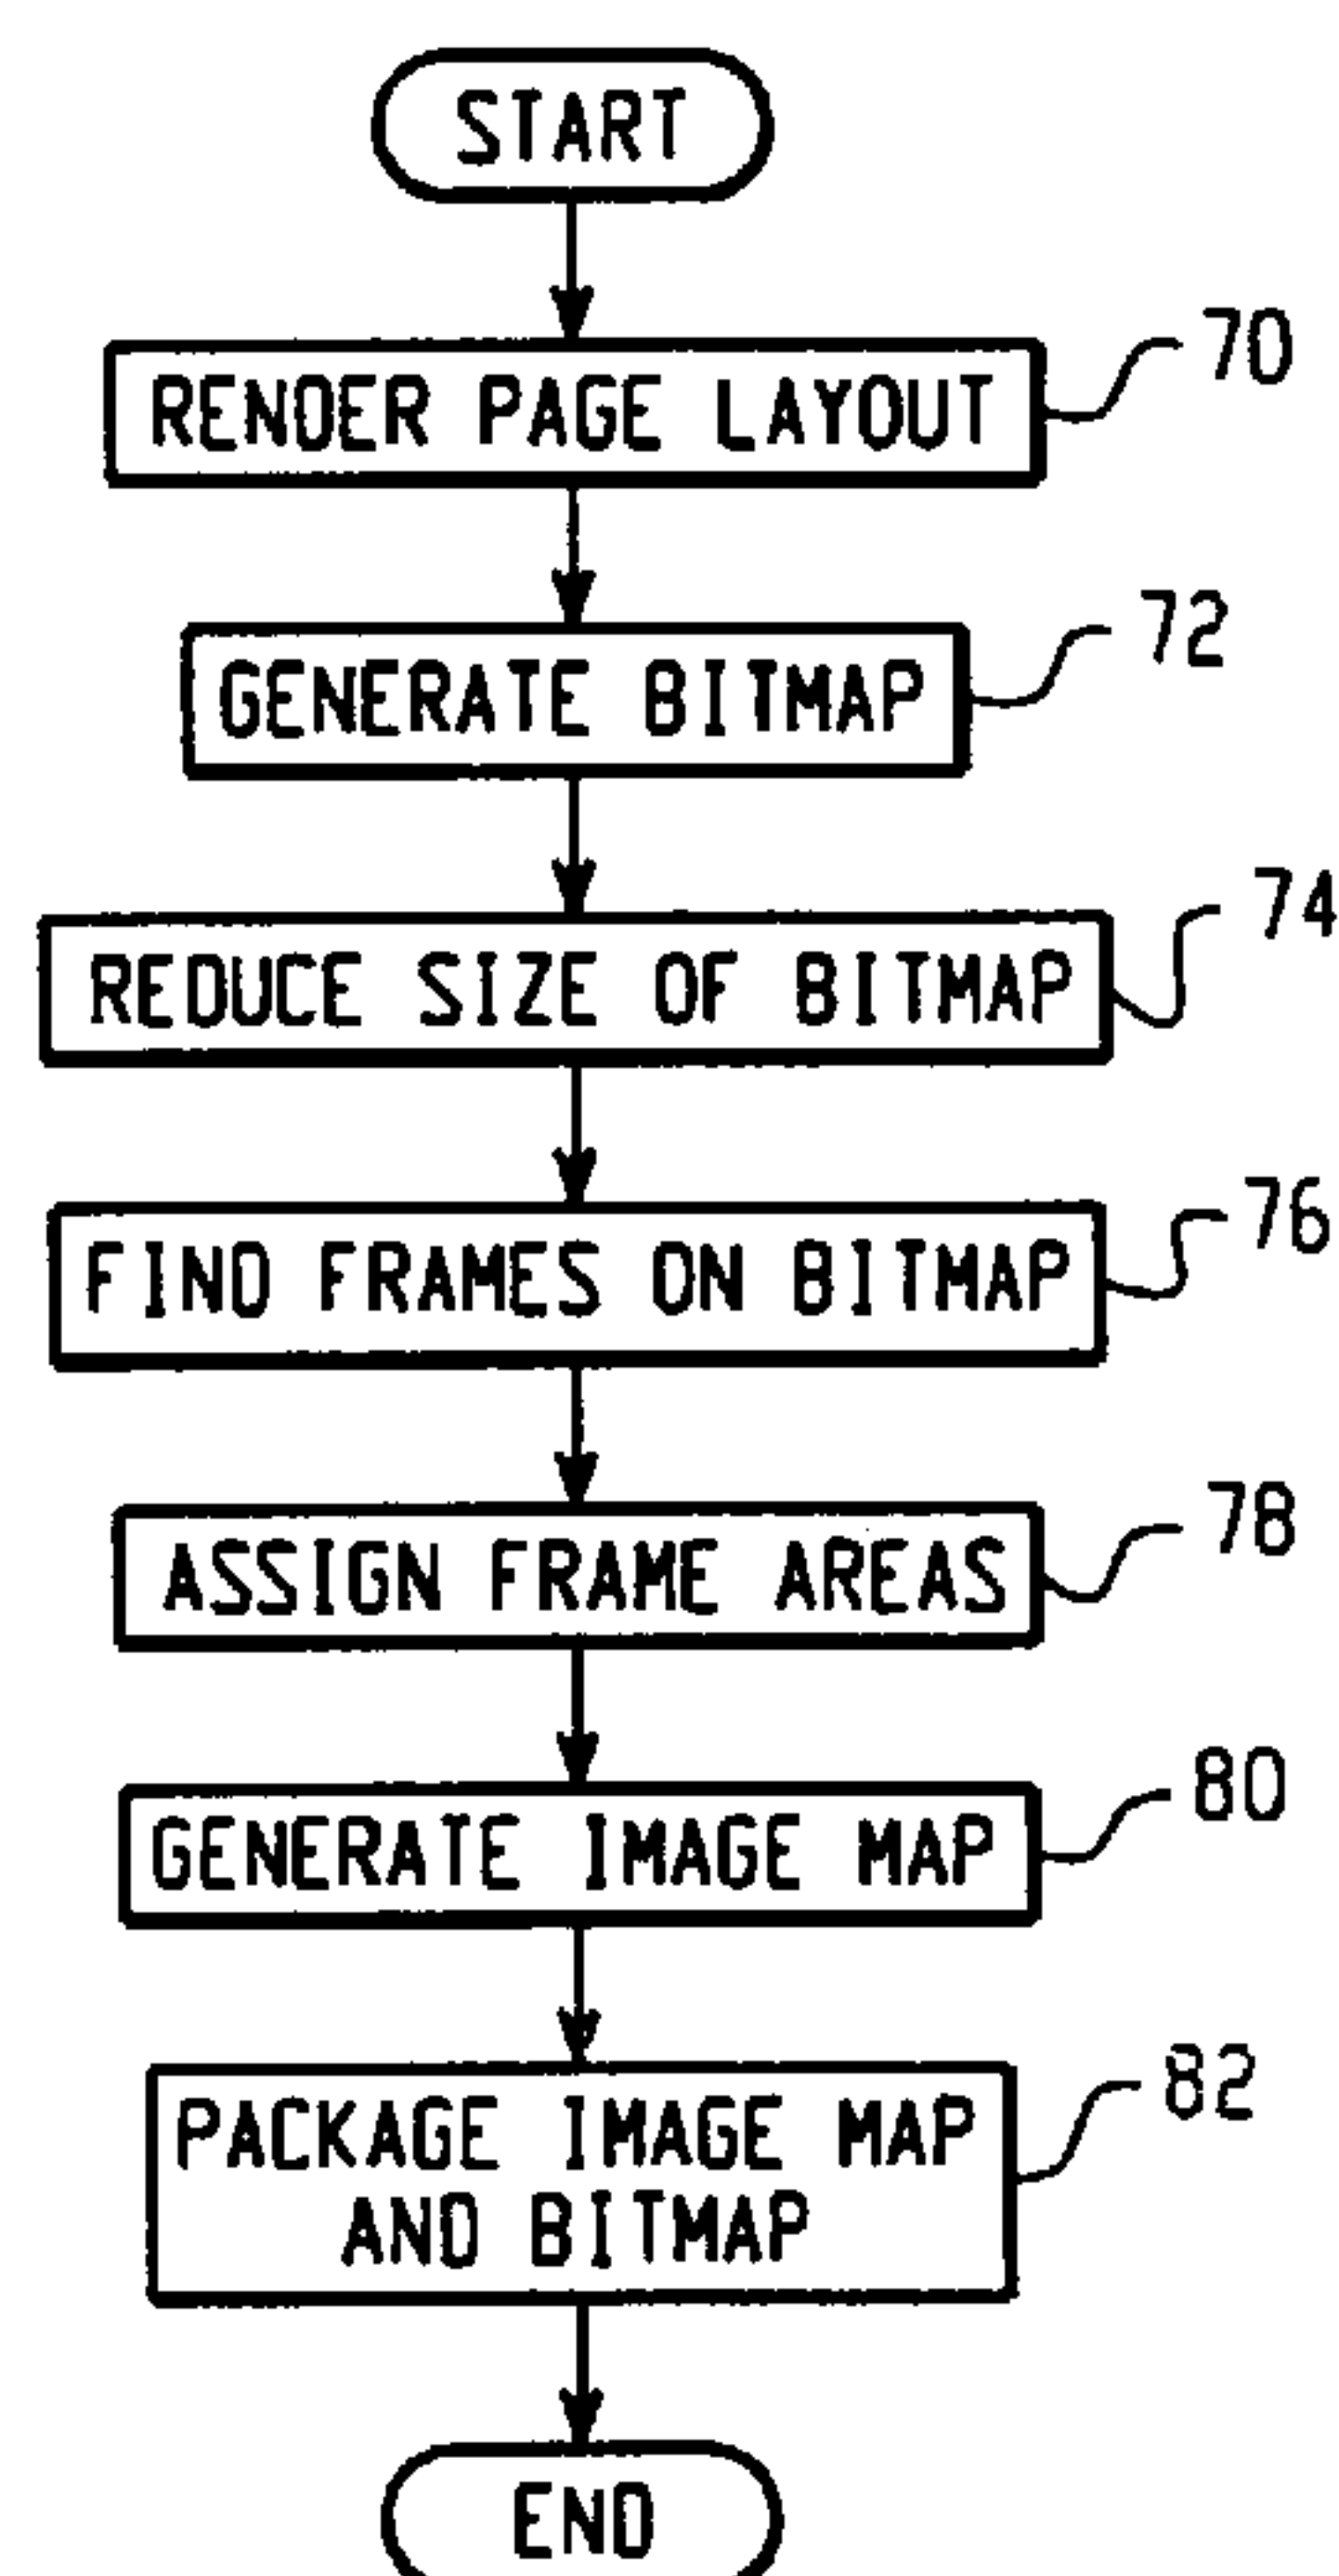 START
RENDER PAGE LAYOUT
70
GENERATE BITMAP
72
REDUCE SIZE OF BITMAP
74
FIND FRAMES ON BITMAP
76
ASSIGN FRAME AREAS
78
GENERATE IMAGE MAP
80
PACKAGE IMAGE MAP
AND BITMAP
82
END